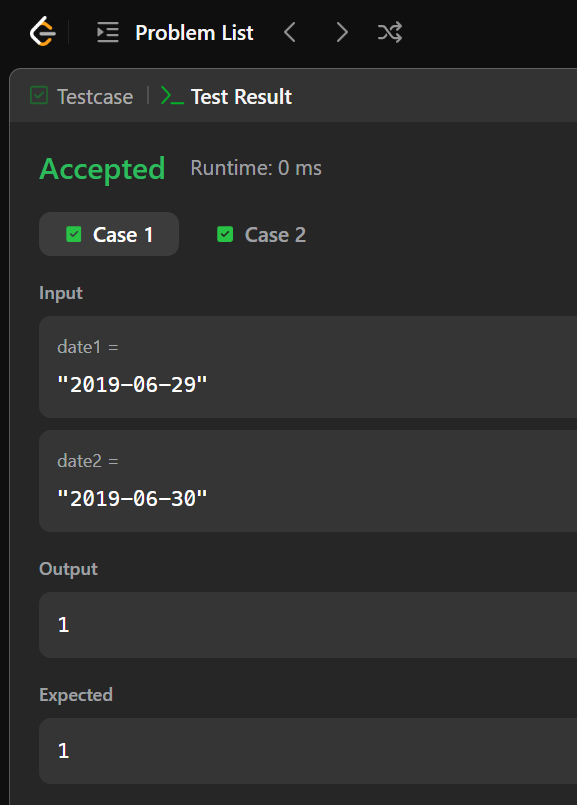 Problem List
Testcase | >_ Test Result
Accepted Runtime: 0 ms
Case 1 Case 2
Input
date1 =
"2019-06-29"
date2 =
"2019-06-30"
Output
1
Expected
1